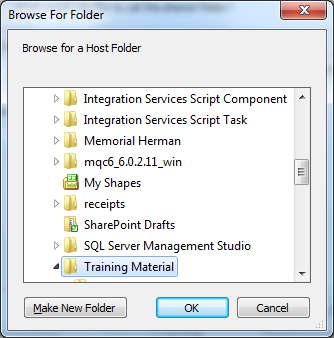 Browse For Folder
Browse for a Host Folder
Integration Services Script Component
Integration Services Script Task
Memorial Herman
mqc6_6.0.2.11_win
My Shapes
receipts
SharePoint Drafts
SQL Server Management Studio
Training Material
Make New Folder
OK
Cancel